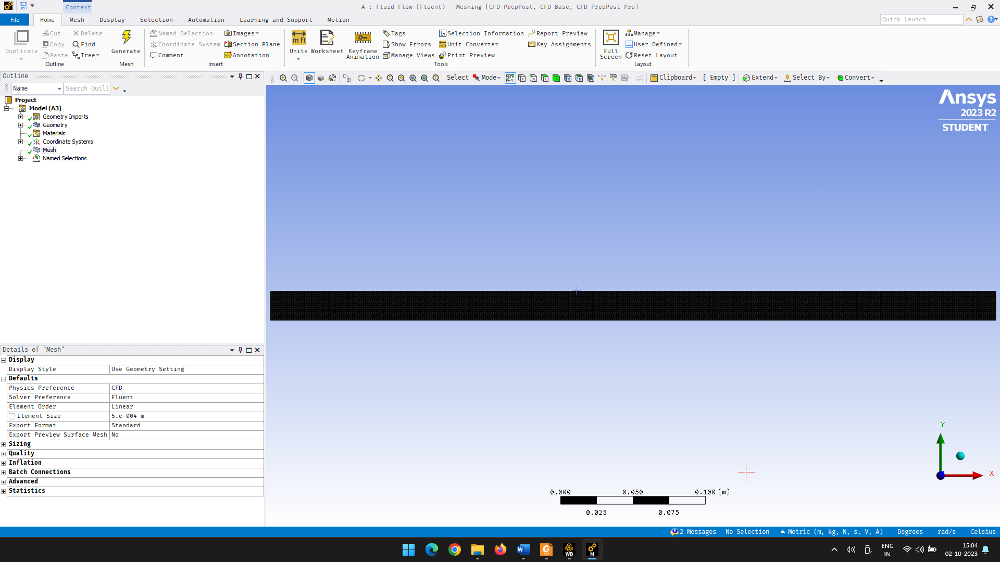 Context
A : Fluid Flow (Fluent) - Meshing [CFD PrepPost, CFD Base, CFD PrepPost Pro]
File Home Mesh Display Selection Automation Learning and Support Motion
Quick Launch
Duplicate
Cut
Copy
Paste
Delete
Find
Tree
Outline
Generate
Mesh
Named Selection
Coordinate System
Comment
Images
Section Plane
Annotation
Insert
mft
Units
Worksheet
Keyframe
Animation
Tags
Show Errors
Manage Views
Selection Information
Unit Converter
Print Preview
Report Preview
Key Assignments
Tools
Full
Screen
Manage
User Defined
Reset Layout
Layout
Outline
Select Mode Clipboard [ Empty ] Extend Select By Convert
Name Search Outli
Project
Model (A3)
Geometry Imports
Geometry
Materials
Coordinate Systems
Mesh
Named Selections
Ansys
2023 R2
STUDENT
Details of "Mesh"
Display
Display Style Use Geometry Setting
Defaults
Physics Preference CFD
Solver Preference Fluent
Element Order Linear
Element Size 5.e-004 m
Export Format Standard
Export Preview Surface Mesh No
Sizing
Quality
Inflation
Batch Connections
Advanced
Statistics
Y
X
0.000 0.050 0.100 (m)
0.025 0.075
2 Messages No Selection Metric (m, kg, N, s, V, A) Degrees rad/s Celsius
WB
M
ENG
IN
15:04
02-10-2023